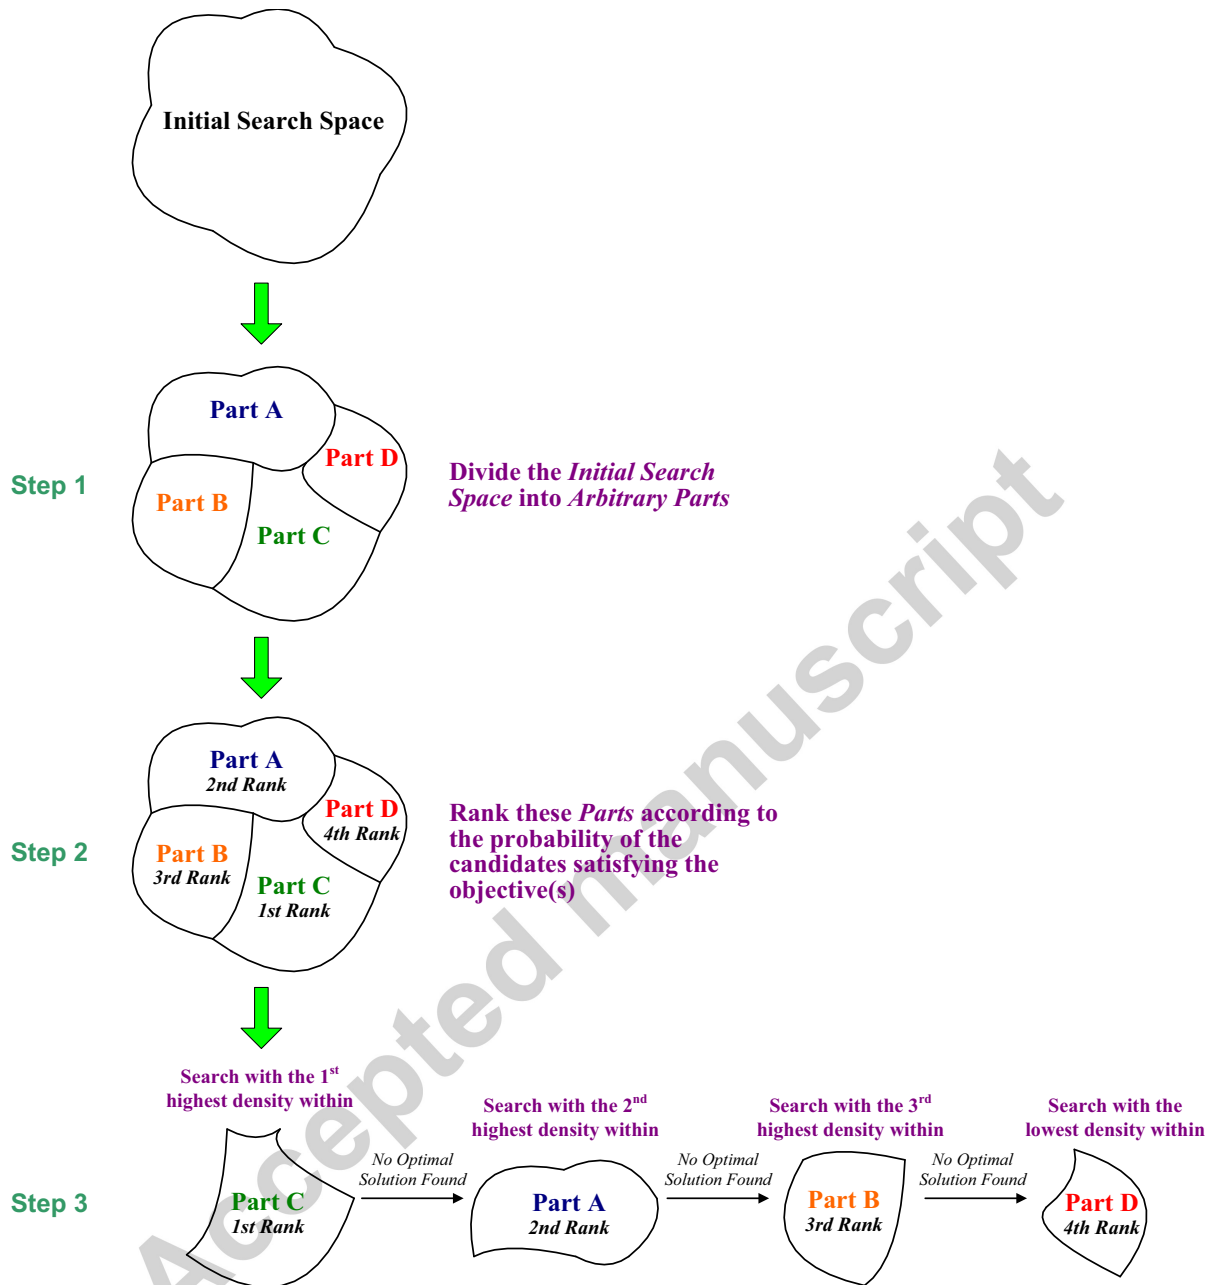 Initial Search Space
Part A
Part D
Step 1
Part B
Part C
Divide the Initial Search
Space into Arbitrary Parts
Part A
2nd Rank
Part D
4th Rank
Step 2
Part B
3rd Rank
Part C
1st Rank
Rank these Parts according to
the probability of the
candidates satisfying the
objective(s)
Search with the 1st
highest density within
Search with the 2nd
highest density within
Search with the 3rd
highest density within
Search with the
lowest density within
Step 3
Part C
1st Rank
No Optimal
Solution Found
Part A
2nd Rank
No Optimal
Solution Found
Part B
3rd Rank
No Optimal
Solution Found
Part D
4th Rank
Accepted manuscript